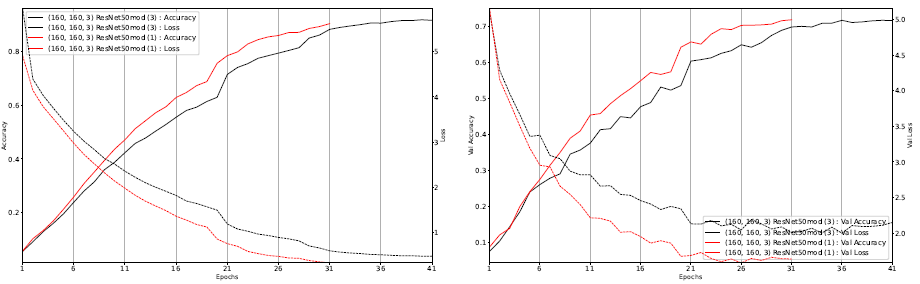 (160, 160, 3) ResNet50mod (3) : Accuracy
(160, 160, 3) ResNet50mod (3) : Loss
(160, 160, 3) ResNet50mod (1) : Accuracy
(160, 160, 3) ResNet50mod (1) : Loss
Accuracy
0.8
0.6
0.4
0.2
5
4
3
2
1
Loss
1 6 11 16 21 26 31 36 41
Epochs
Val Accuracy
0.7
0.6
0.5
0.4
0.3
0.2
0.1
5.0
4.5
4.0
3.5
3.0
2.5
2.0
Val Loss
(160, 160, 3) ResNet50mod (3) : Val Accuracy
(160, 160, 3) ResNet50mod (3) : Val Loss
(160, 160, 3) ResNet50mod (1) : Val Accuracy
(160, 160, 3) ResNet50mod (1) : Val Loss
1 6 11 16 21 26 31 36 41
Epochs